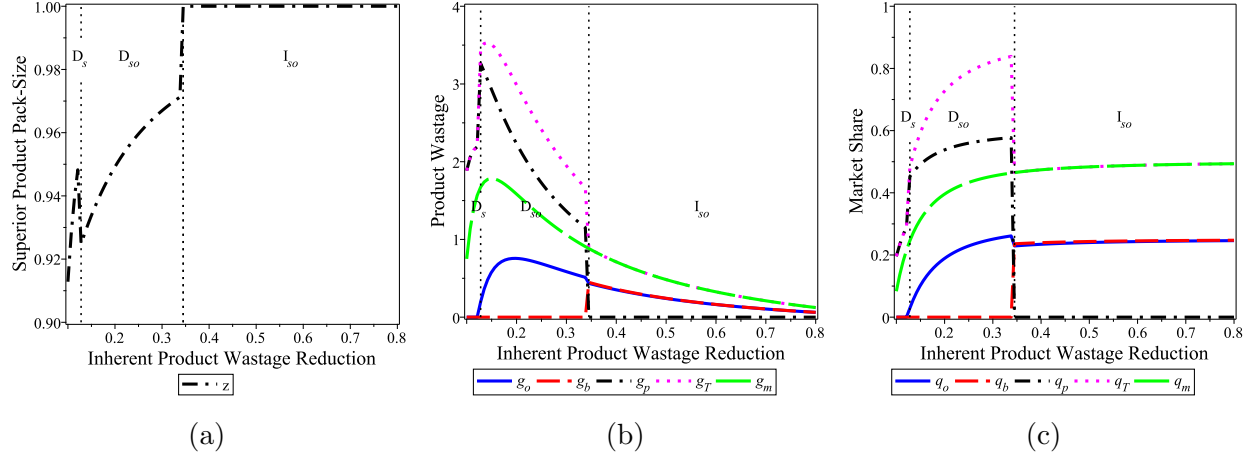 1.00
0.98
0.96
0.94
0.92
0.90
Superior Product Pack-Size
D_s
D_so
I_so
0.2 0.3 0.4 0.5 0.6 0.7 0.8
Inherent Product Wastage Reduction
z
(a)
4
3
2
1
0
Product Wastage
D_s
D_so
I_so
0.2 0.3 0.4 0.5 0.6 0.7 0.8
Inherent Product Wastage Reduction
g_o g_b g_p g_T g_m
(b)
1
0.8
0.6
0.4
0.2
0
Market Share
D_s
D_so
I_so
0.2 0.3 0.4 0.5 0.6 0.7 0.8
Inherent Product Wastage Reduction
q_o q_b q_p q_T q_m
(c)